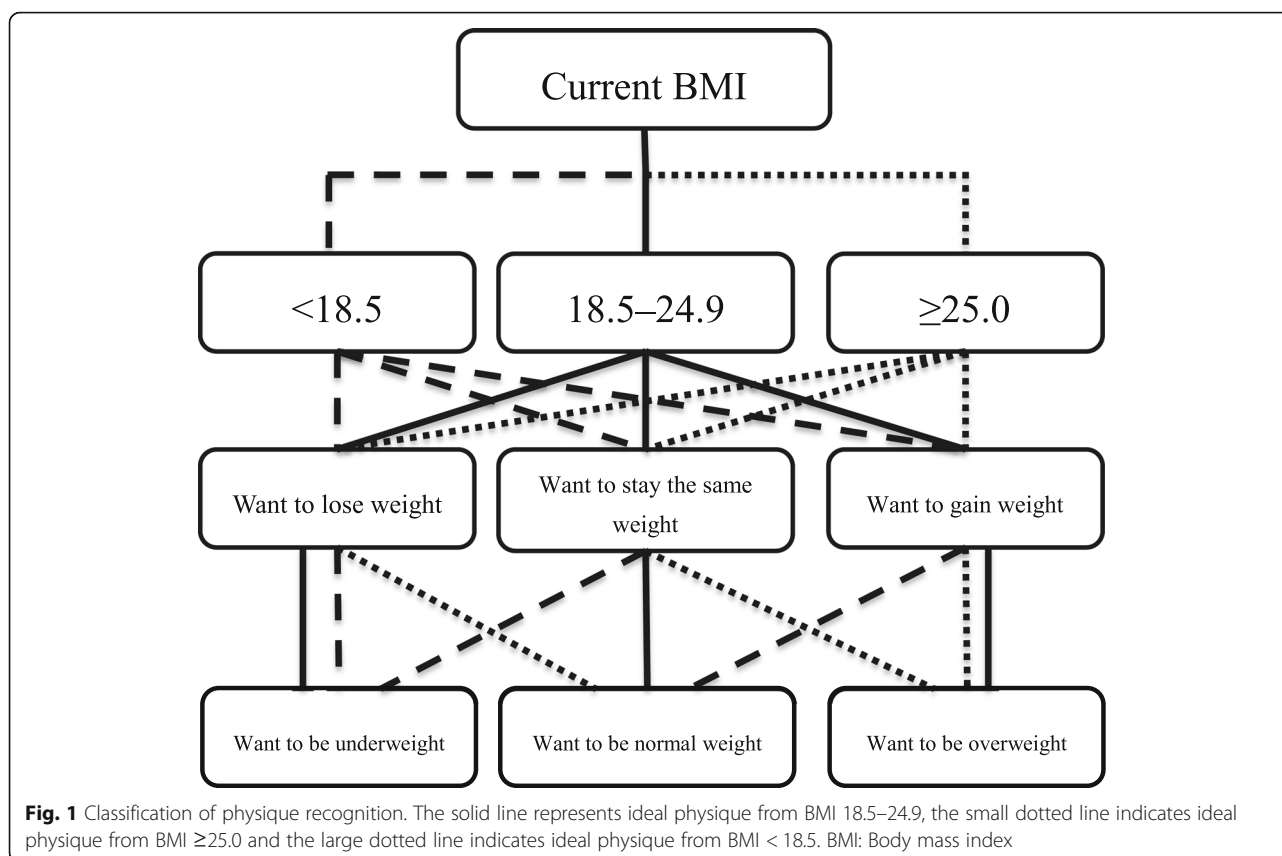 Current BMI
<18.5
18.5–24.9
≥25.0
Want to lose weight
Want to stay the same
weight
Want to gain weight
Want to be underweight
Want to be normal weight
Want to be overweight
Fig. 1 Classification of physique recognition. The solid line represents ideal physique from BMI 18.5–24.9, the small dotted line indicates ideal
physique from BMI ≥25.0 and the large dotted line indicates ideal physique from BMI < 18.5. BMI: Body mass index